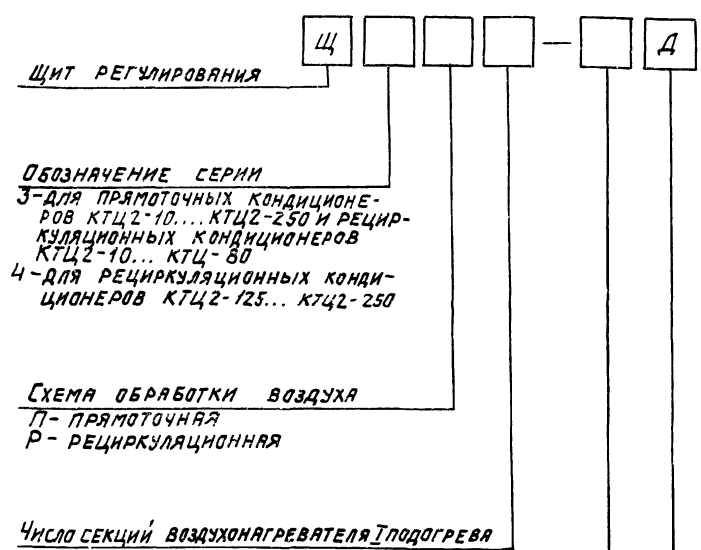 Щ — Д
Щит регулирования
Обозначение серии
3-для прямоточных кондиционе-
ров КТЦ2-10.... КТЦ2-250 и рецир-
куляционных кондиционеров
КТЦ2-10... КТЦ-80
4-для рециркуляционных конди-
ционеров КТЦ2-125... КТЦ2-250
Схема обработки воздуха
П- прямоточная
Р- рециркуляционная
Число секций воздухонагревателя I подогрева